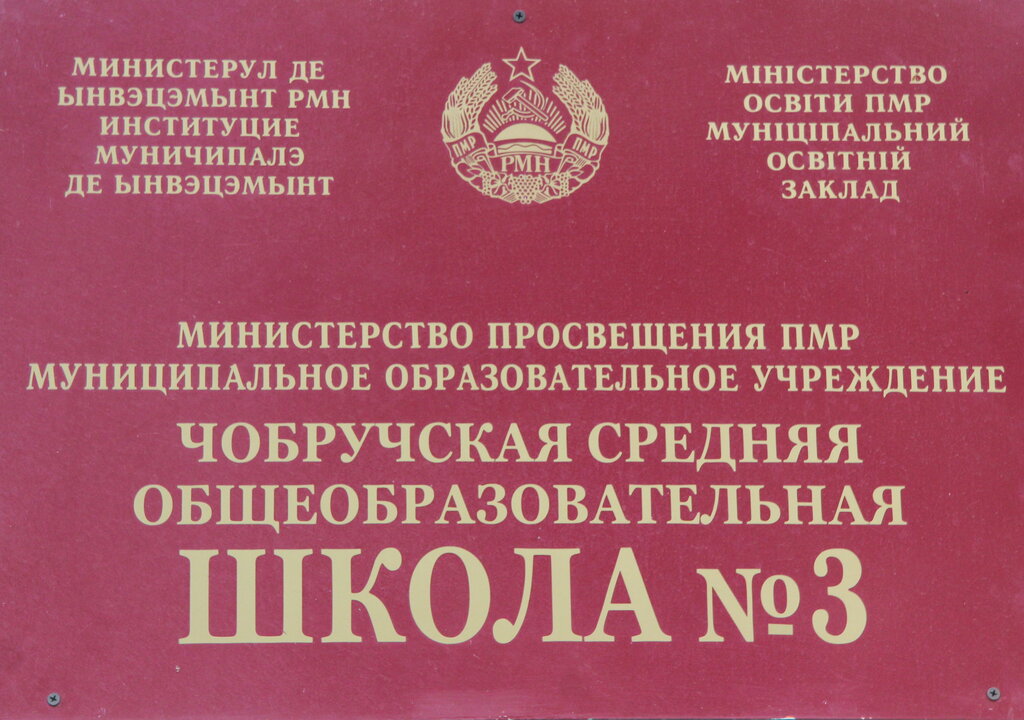 МИНИСТЕРУЛ ДЕ
ЫНВЭЦЭМЫНТ РМН
ИНСТИТУЦИЕ
МУНИЧИПАЛЭ
ДЕ ЫНВЭЦЭМЫНТ
ПМР
РМН
ПМР
МІНІСТЕРСТВО
ОСВІТИ ПМР
МУНІЦІПАЛЬНИЙ
ОСВІТНІЙ
ЗАКЛАД
МИНИСТЕРСТВО ПРОСВЕЩЕНИЯ ПМР
МУНИЦИПАЛЬНОЕ ОБРАЗОВАТЕЛЬНОЕ УЧРЕЖДЕНИЕ
ЧОБРУЧСКАЯ СРЕДНЯЯ
ОБЩЕОБРАЗОВАТЕЛЬНАЯ
ШКОЛА №3